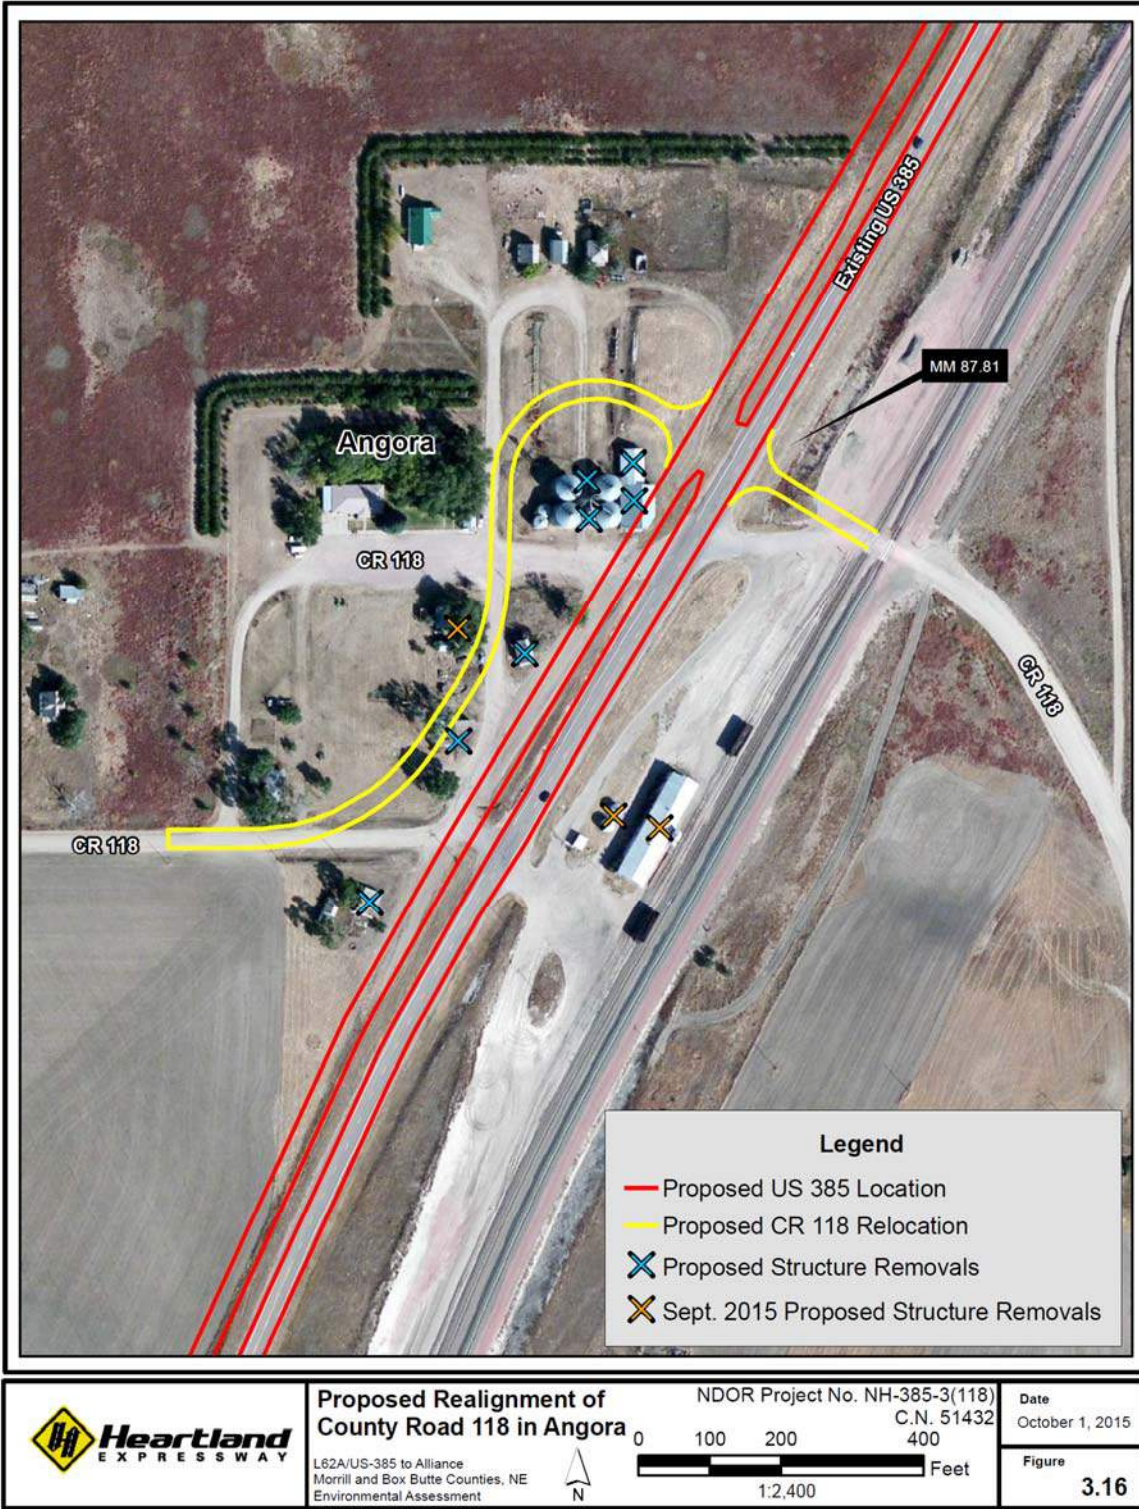 Existing US 385
MM 87.81
Angora
CR 118
CR 118
CR 118
Legend
Proposed US 385 Location
Proposed CR 118 Relocation
Proposed Structure Removals
Sept. 2015 Proposed Structure Removals
Heartland
EXPRESSWAY
Proposed Realignment of
County Road 118 in Angora
L62A/US-385 to Alliance
Morrill and Box Butte Counties, NE
Environmental Assessment
N
NDOR Project No. NH-385-3(118)
C.N. 51432
0 100 200 400
Feet
1:2,400
Date
October 1, 2015
Figure
3.16